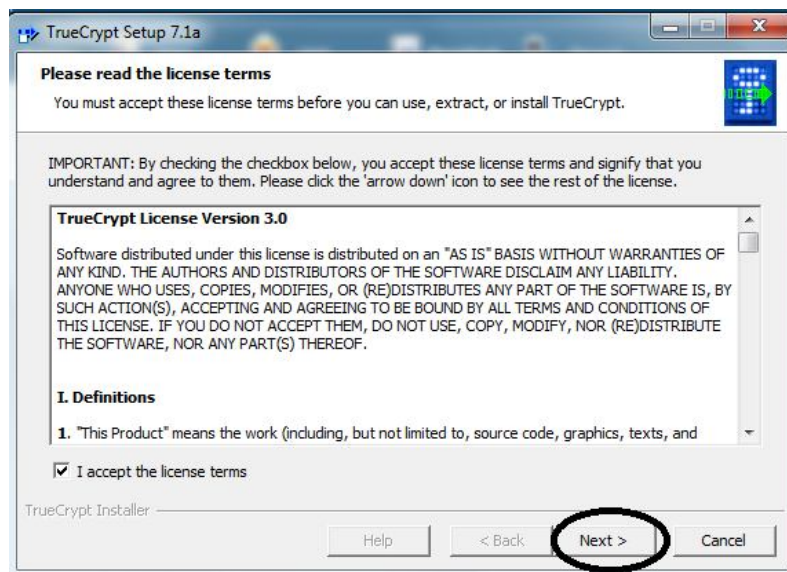 TrueCrypt Setup 7.1a
Please read the license terms
You must accept these license terms before you can use, extract, or install TrueCrypt.
IMPORTANT: By checking the checkbox below, you accept these license terms and signify that you
understand and agree to them. Please click the 'arrow down' icon to see the rest of the license.
TrueCrypt License Version 3.0
Software distributed under this license is distributed on an "AS IS" BASIS WITHOUT WARRANTIES OF
ANY KIND. THE AUTHORS AND DISTRIBUTORS OF THE SOFTWARE DISCLAIM ANY LIABILITY.
ANYONE WHO USES, COPIES, MODIFIES, OR (RE)DISTRIBUTES ANY PART OF THE SOFTWARE IS, BY
SUCH ACTION(S), ACCEPTING AND AGREEING TO BE BOUND BY ALL TERMS AND CONDITIONS OF
THIS LICENSE. IF YOU DO NOT ACCEPT THEM, DO NOT USE, COPY, MODIFY, NOR (RE)DISTRIBUTE
THE SOFTWARE, NOR ANY PART(S) THEREOF.
I. Definitions
1. "This Product" means the work (including, but not limited to, source code, graphics, texts, and
I accept the license terms
TrueCrypt Installer
Help < Back Next > Cancel